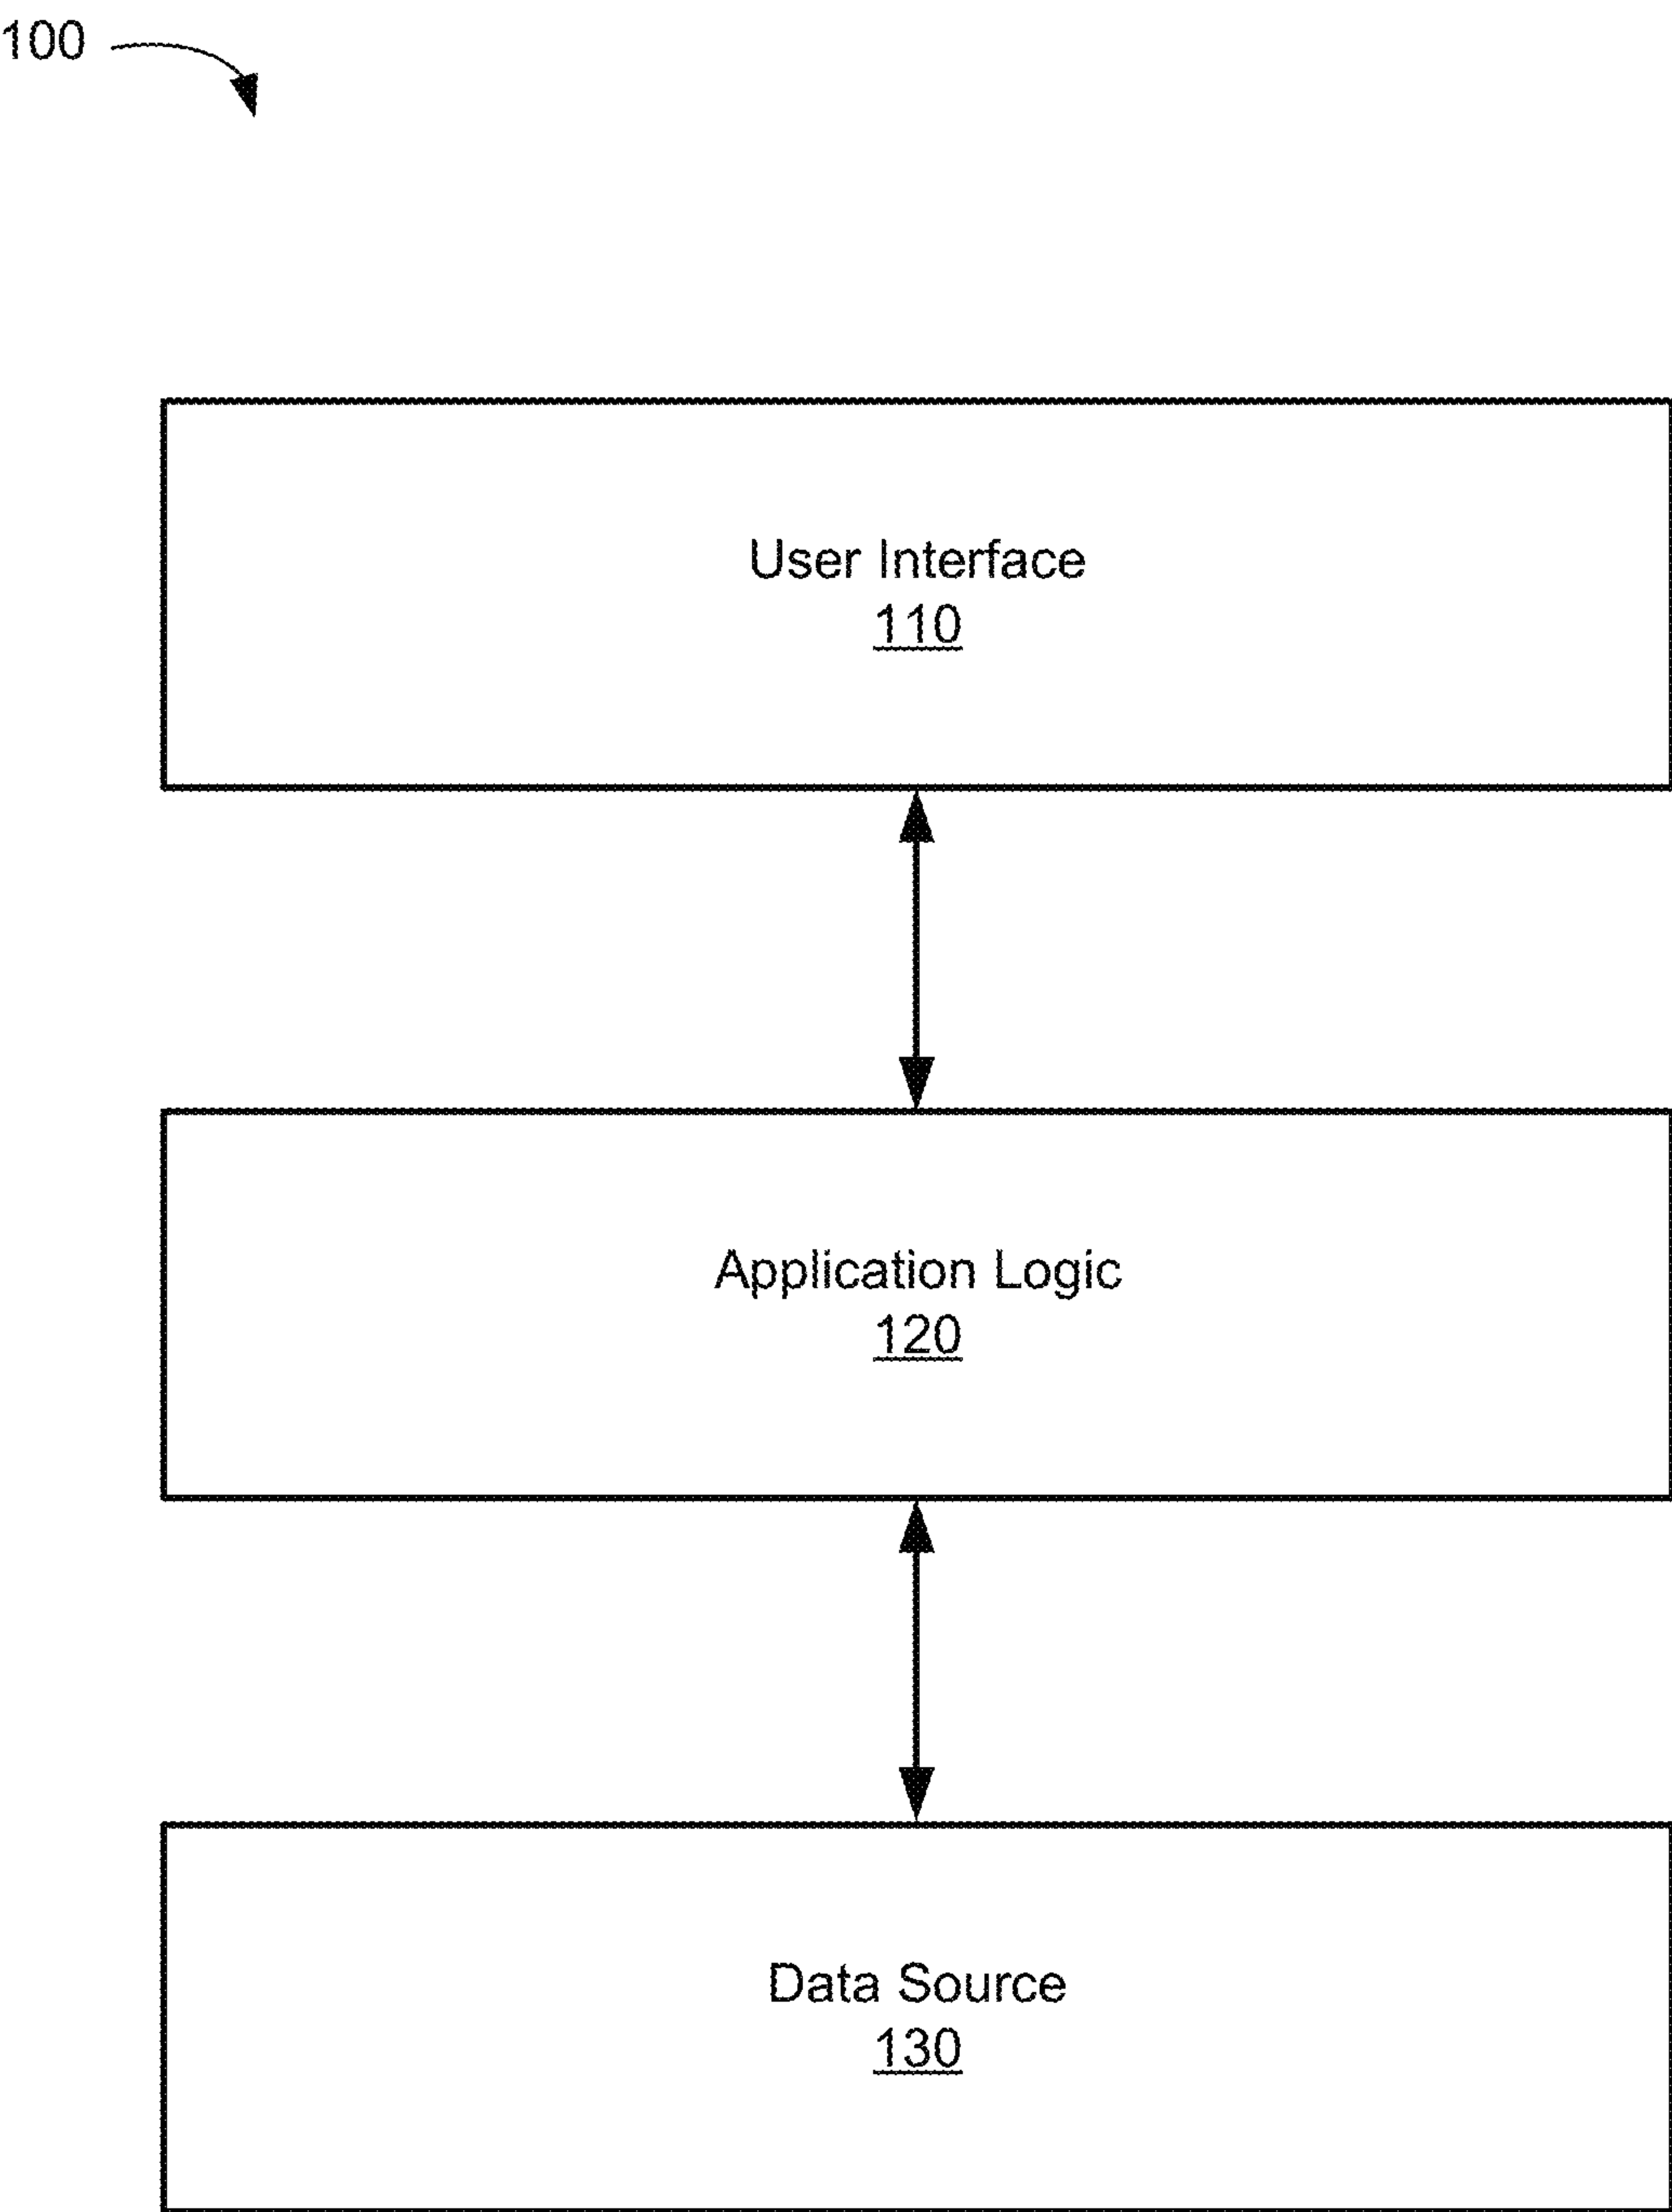 100
User Interface
110
Application Logic
120
Data Source
130